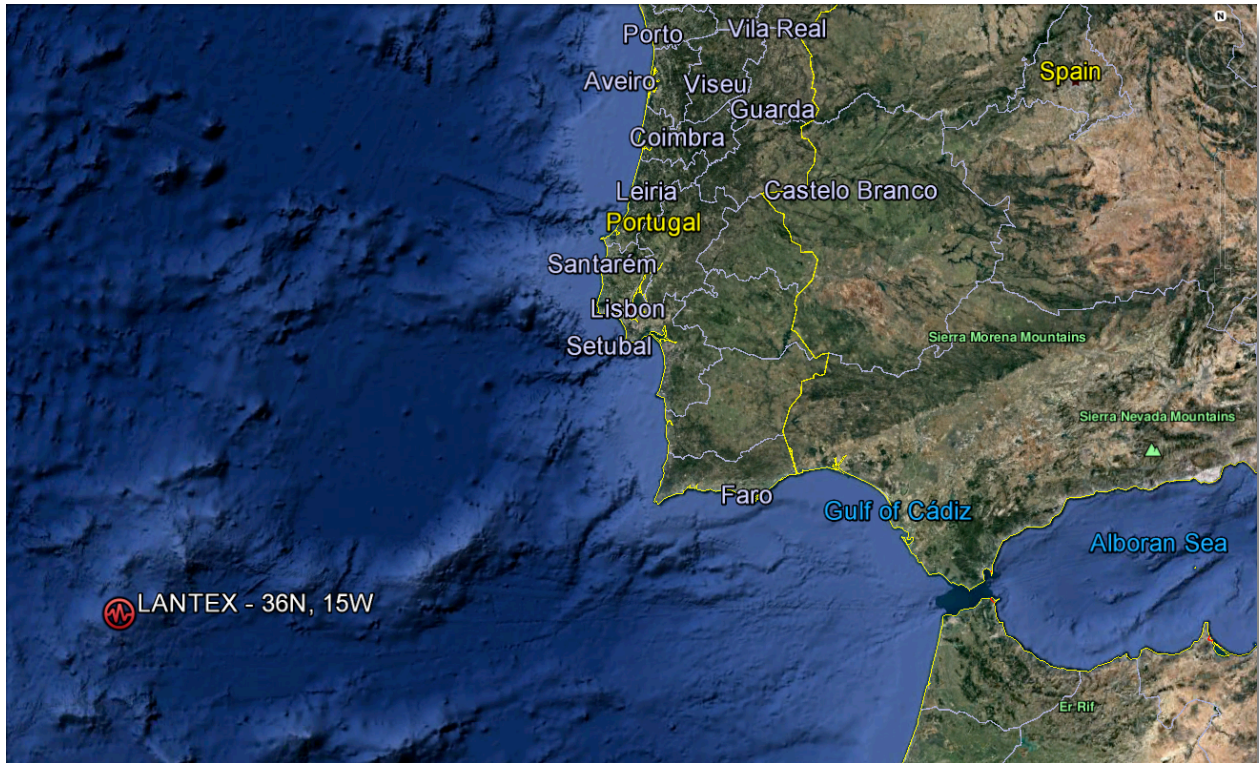 N
Porto
Vila Real
Spain
Aveiro
Viseu
Guarda
Coimbra
Leiria
Castelo Branco
Portugal
Santarém
Lisbon
Setubal
Sierra Morena Mountains
Sierra Nevada Mountains
Faro
Gulf of Cádiz
Alboran Sea
LANTEX - 36N, 15W
Er Rif